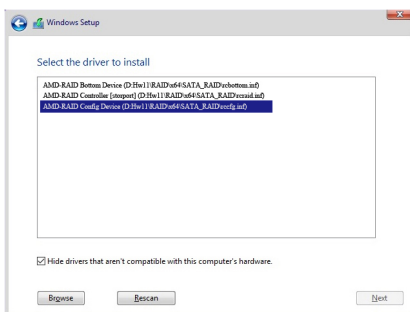 Windows Setup
Select the driver to install
AMD-RAID Bottom Device (D:Hw11\RAID\x64\SATA_RAID\rcbottom.inf)
AMD-RAID Controller [storport] (D:Hw11\RAID\x64\SATA_RAID\rcraid.inf)
AMD-RAID Config Device (D:Hw11\RAID\x64\SATA_RAID\rccfg.inf)
Hide drivers that aren't compatible with this computer's hardware.
Browse Rescan Next